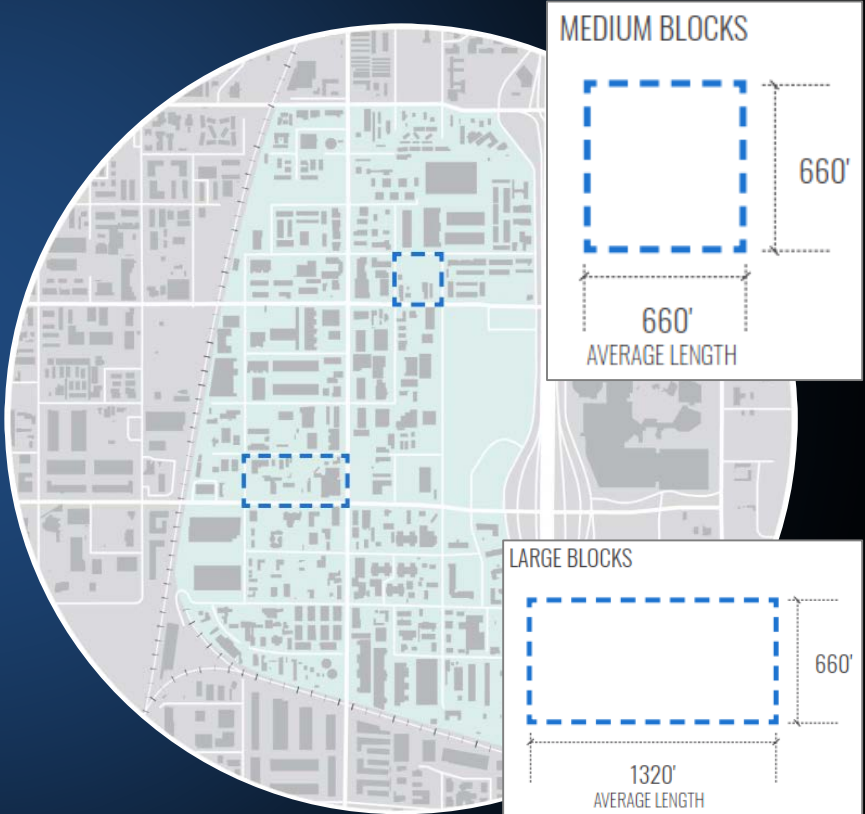 MEDIUM BLOCKS
660'
660'
AVERAGE LENGTH
LARGE BLOCKS
660'
1320'
AVERAGE LENGTH